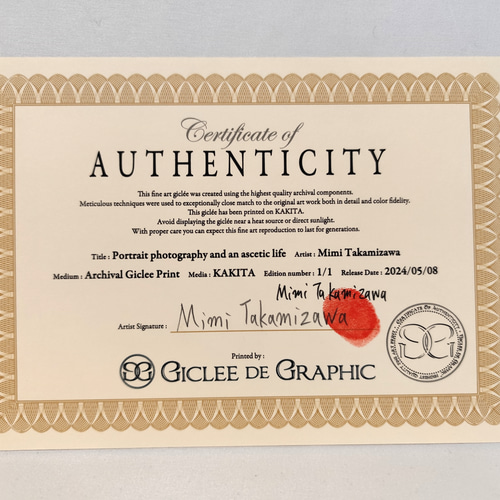 Certificate of
AUTHENTICITY
This fine art giclée was created using the highest quality archival components.
Meticulous techniques were used to exceptionally close match to the original art work both in detail and color fidelity.
This giclée has been printed on KAKITA.
Avoid displaying the giclée near a heat source or direct sunlight.
With proper care you can expect this fine art reproduction to last for generations.
Title : Portrait photography and an ascetic life Artist : Mimi Takamizawa
Medium : Archival Giclee Print Media : KAKITA Edition number : 1/1 Release Date : 2024/05/08
Mimi Takamizawa
Artist Signature : Mimi Takamizawa
Printed by :
GICLEE DE GRAPHIC